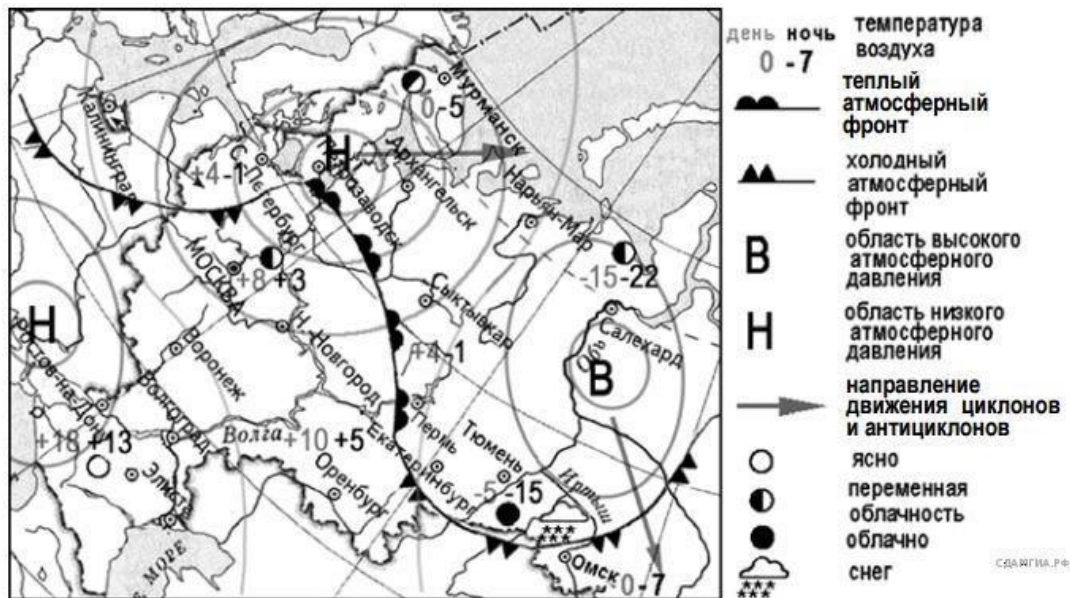 Мурманск
0 -5
Калининград
С.-Петербург
+4-1
Н
Петрозаводск
Архангельск
Нарьян-Мар
МОСКВА
+8 +3
-15-22
Салехард
Сыктывкар
Обь
В
Н
Воронеж
Н. Новгород
+4-1
Ростов-на-Дону
Волгоград
Пермь
Тюмень
Волга
+10 +5
Екатеринбург
+18 +13
Элиста
Оренбург
-5 -15
Иртыш
Омск
0 -7
МОРЕ
день ночь
0 -7
температура
воздуха
теплый
атмосферный
фронт
холодный
атмосферный
фронт
В
область высокого
атмосферного
давления
Н
область низкого
атмосферного
давления
направление
движения циклонов
и антициклонов
ясно
переменная
облачность
облачно
снег
СДАМГИА.РФ